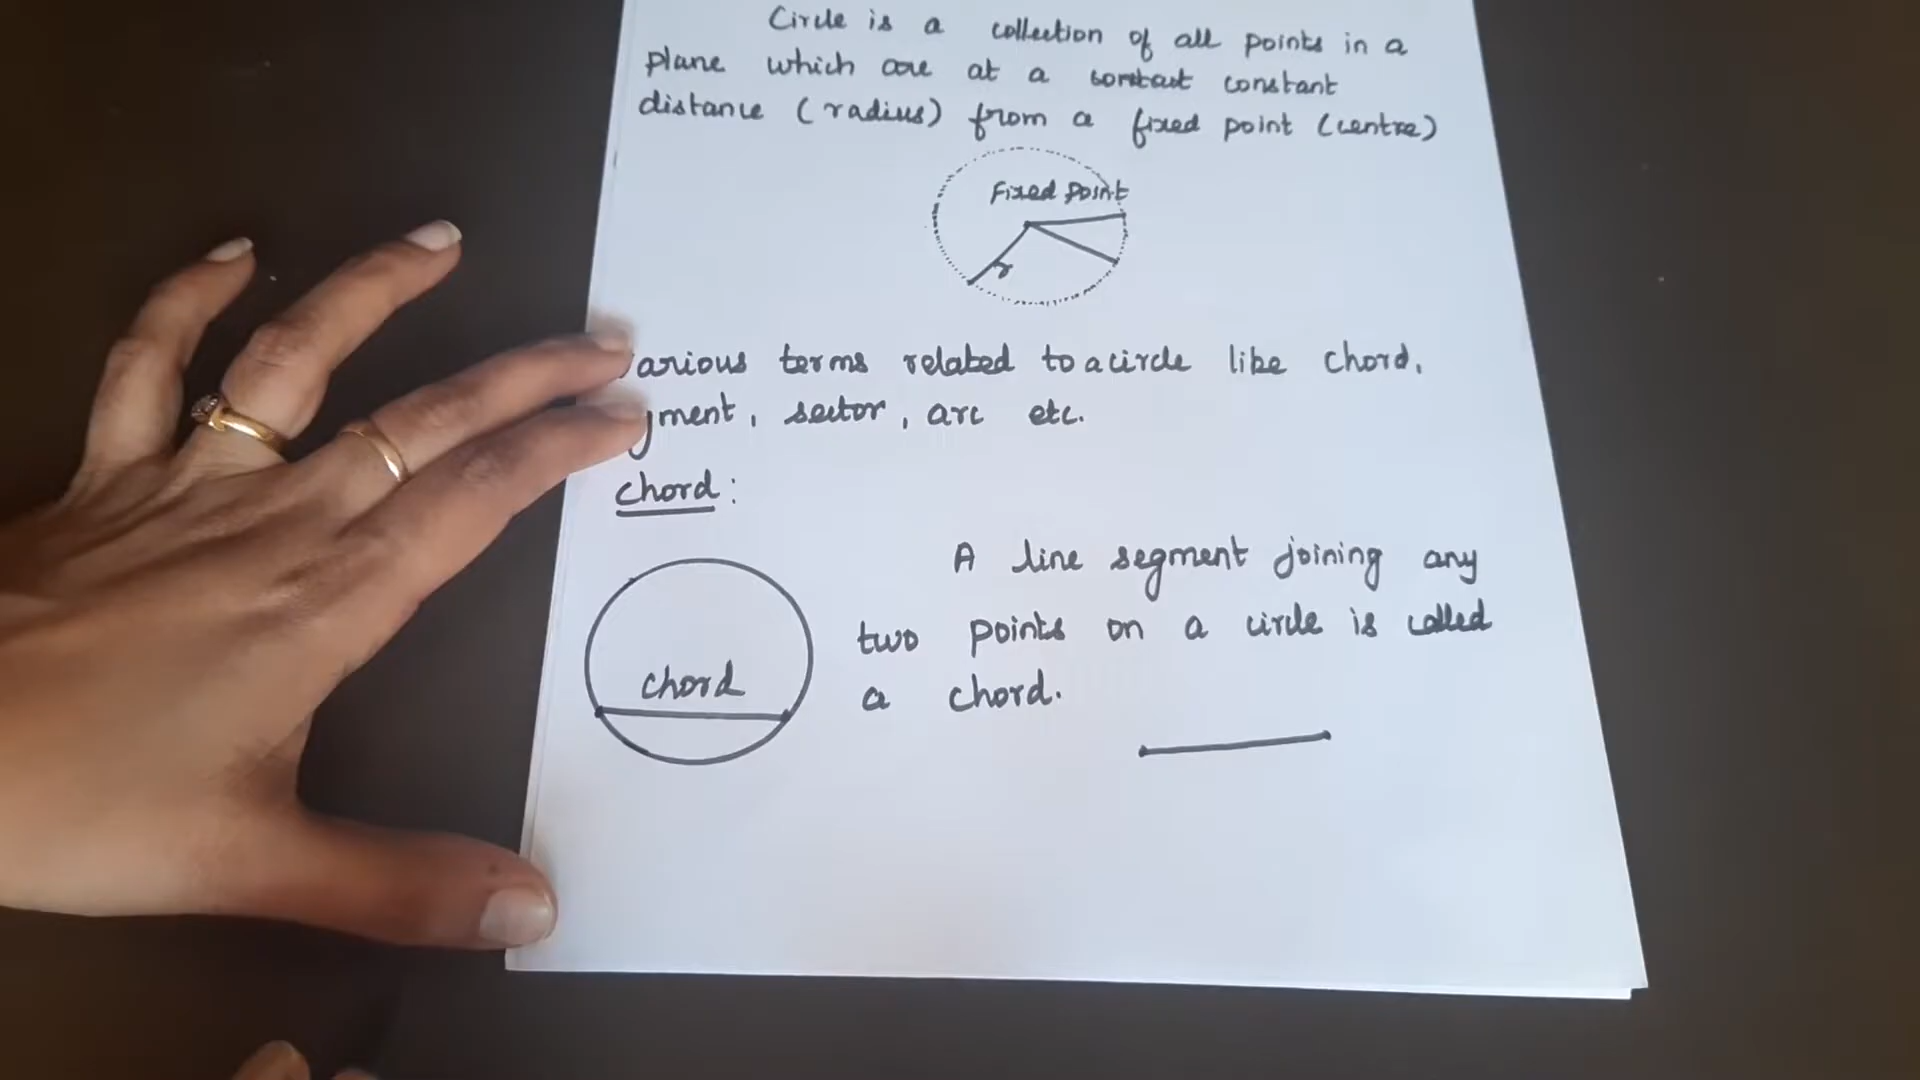 Circle is a collection of all points in a
plane which are at a contact constant
distance (radius) from a fixed point (centre)
Fixed point
r
arious terms related to a circle like chord,
gment, sector, arc etc.
chord:
A line segment joining any
two points on a circle is called
a chord.
chord